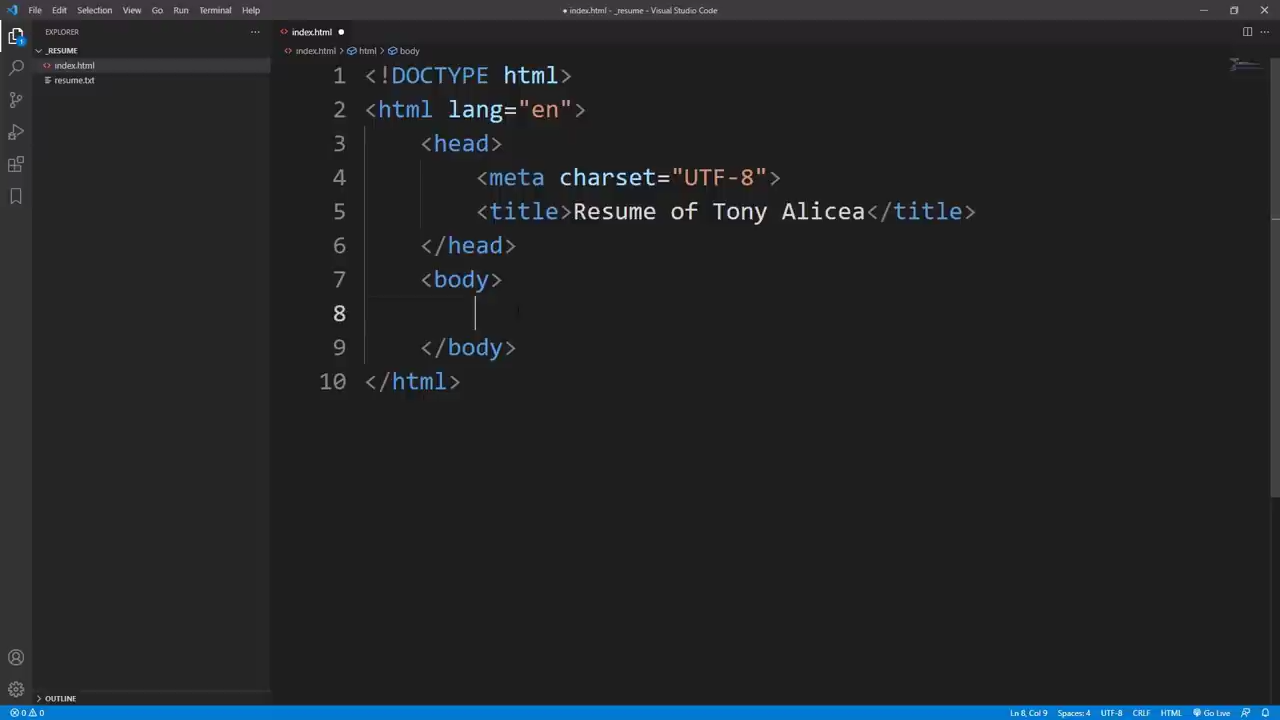 File Edit Selection View Go Run Terminal Help
● index.html - _resume - Visual Studio Code
EXPLORER ···
_RESUME
<> index.html
resume.txt
OUTLINE
<> index.html ●
<> index.html > html > body
1 <!DOCTYPE html>
2 <html lang="en">
3 <head>
4 <meta charset="UTF-8">
5 <title>Resume of Tony Alicea</title>
6 </head>
7 <body>
8
9 </body>
10 </html>
1
0 0 Ln 8, Col 9 Spaces: 4 UTF-8 CRLF HTML Go Live